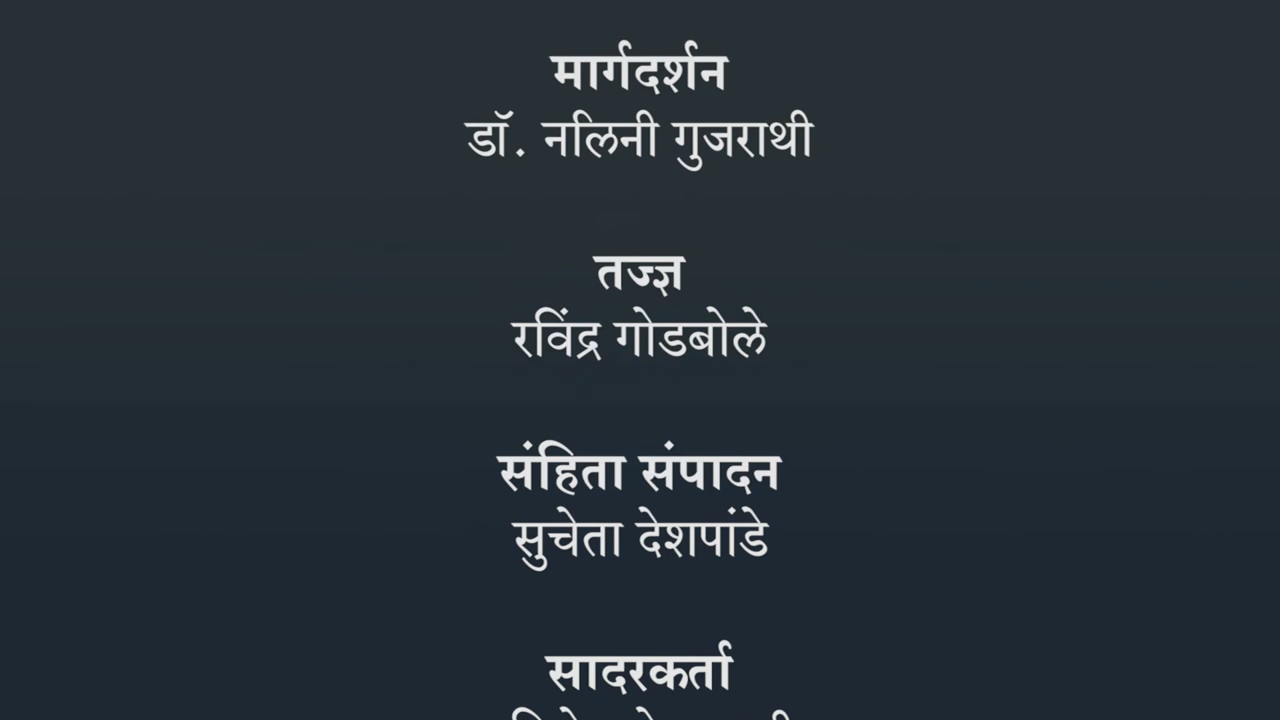 मार्गदर्शन
डॉ. नलिनी गुजराथी
तज्ज्ञ
रविंद्र गोडबोले
संहिता संपादन
सुचेता देशपांडे
सादरकर्ता